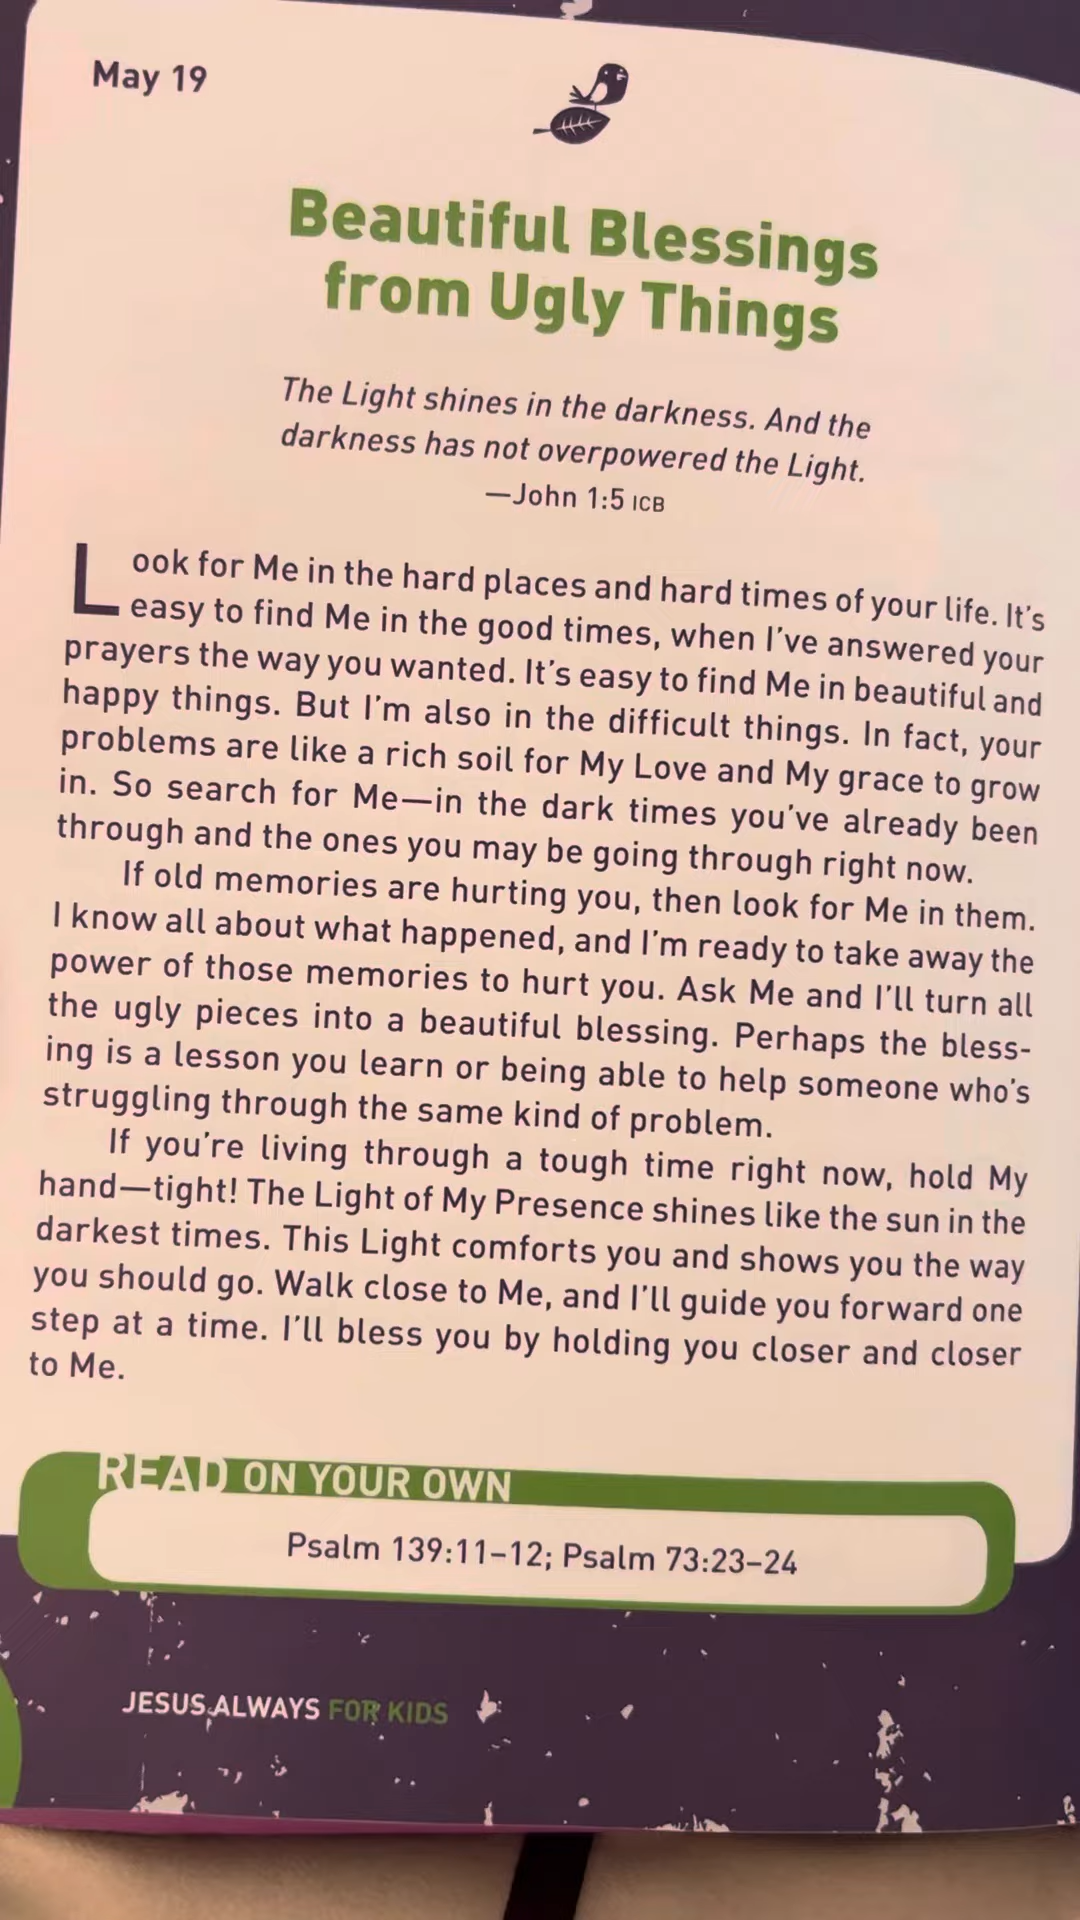 May 19
Beautiful Blessings
from Ugly Things
The Light shines in the darkness. And the
darkness has not overpowered the Light.
—John 1:5 ICB
Look for Me in the hard places and hard times of your life. It's
easy to find Me in the good times, when I've answered your
prayers the way you wanted. It's easy to find Me in beautiful and
happy things. But I'm also in the difficult things. In fact, your
problems are like a rich soil for My Love and My grace to grow
in. So search for Me—in the dark times you've already been
through and the ones you may be going through right now.
If old memories are hurting you, then look for Me in them.
I know all about what happened, and I'm ready to take away the
power of those memories to hurt you. Ask Me and I'll turn all
the ugly pieces into a beautiful blessing. Perhaps the bless-
ing is a lesson you learn or being able to help someone who's
struggling through the same kind of problem.
If you're living through a tough time right now, hold My
hand—tight! The Light of My Presence shines like the sun in the
darkest times. This Light comforts you and shows you the way
you should go. Walk close to Me, and I'll guide you forward one
step at a time. I'll bless you by holding you closer and closer
to Me.
READ ON YOUR OWN
Psalm 139:11–12; Psalm 73:23–24
JESUS ALWAYS FOR KIDS